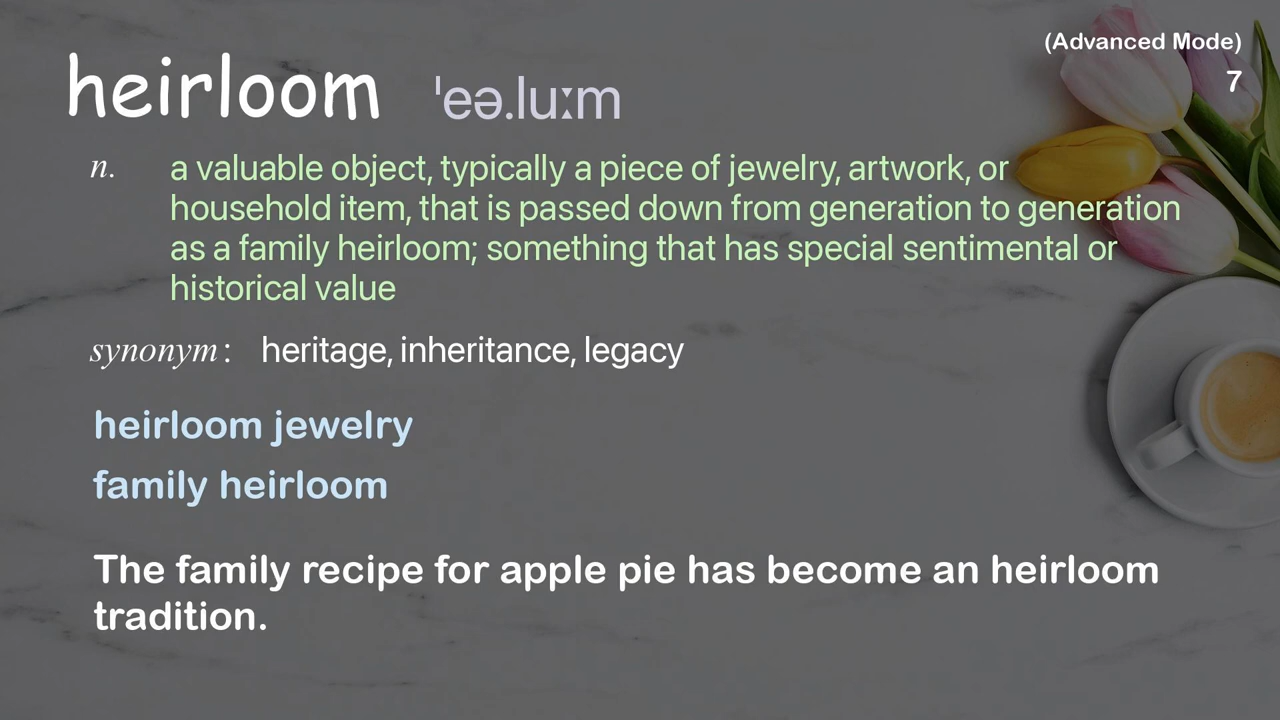 (Advanced Mode)
7
heirloom ˈeə.luːm
n. a valuable object, typically a piece of jewelry, artwork, or
household item, that is passed down from generation to generation
as a family heirloom; something that has special sentimental or
historical value
synonym: heritage, inheritance, legacy
heirloom jewelry
family heirloom
The family recipe for apple pie has become an heirloom
tradition.